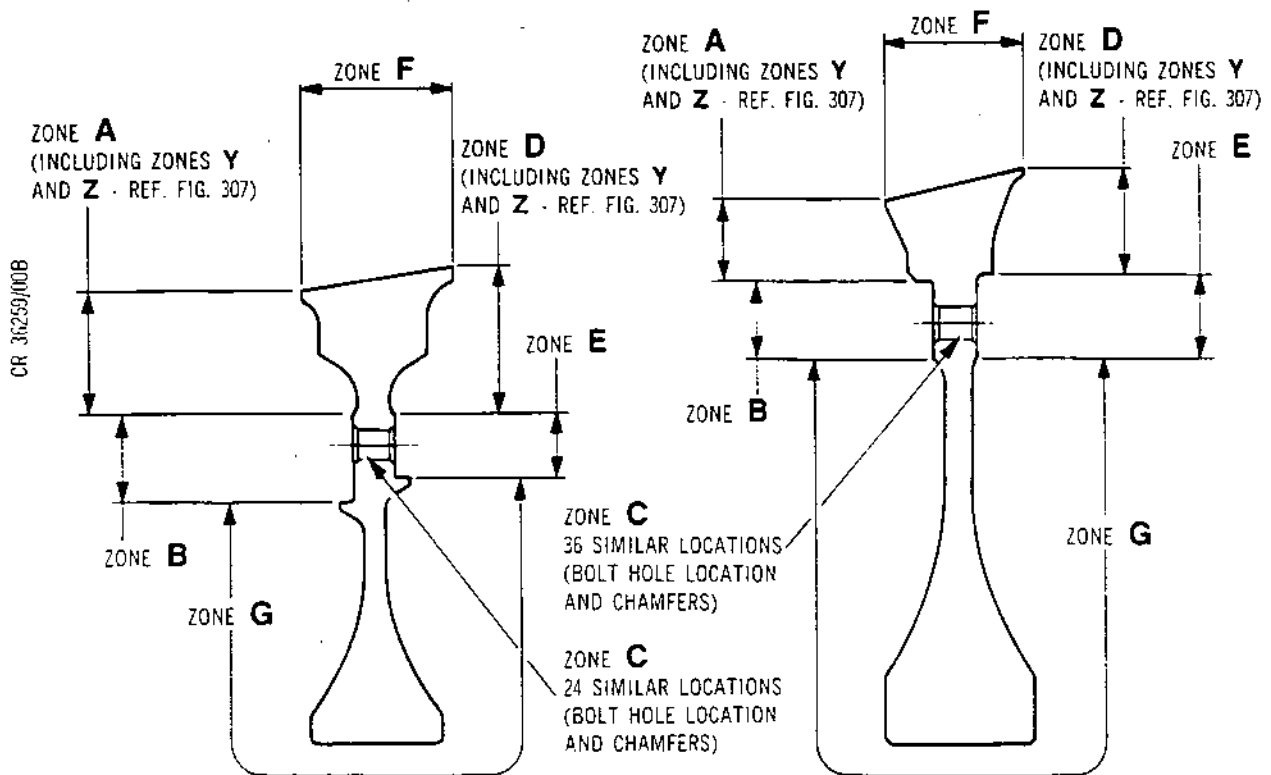 ZONE F
ZONE A
(INCLUDING ZONES Y
AND Z - REF. FIG. 307)
ZONE D
(INCLUDING ZONES Y
AND Z - REF. FIG. 307)
ZONE E
ZONE B
ZONE G
ZONE C
24 SIMILAR LOCATIONS
(BOLT HOLE LOCATION
AND CHAMFERS)
CR 36259/00B
ZONE F
ZONE A
(INCLUDING ZONES Y
AND Z - REF. FIG. 307)
ZONE D
(INCLUDING ZONES Y
AND Z - REF. FIG. 307)
ZONE E
ZONE B
ZONE G
ZONE C
36 SIMILAR LOCATIONS
(BOLT HOLE LOCATION
AND CHAMFERS)